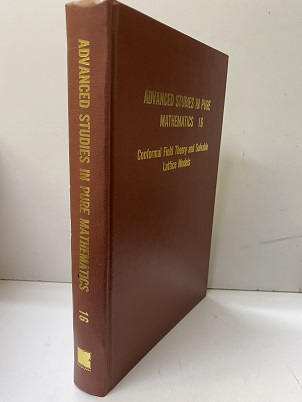 ADVANCED STUDIES IN PURE
MATHEMATICS 16
Conformal Field Theory and Solvable
Lattice Models
ADVANCED STUDIES IN PURE MATHEMATICS
16